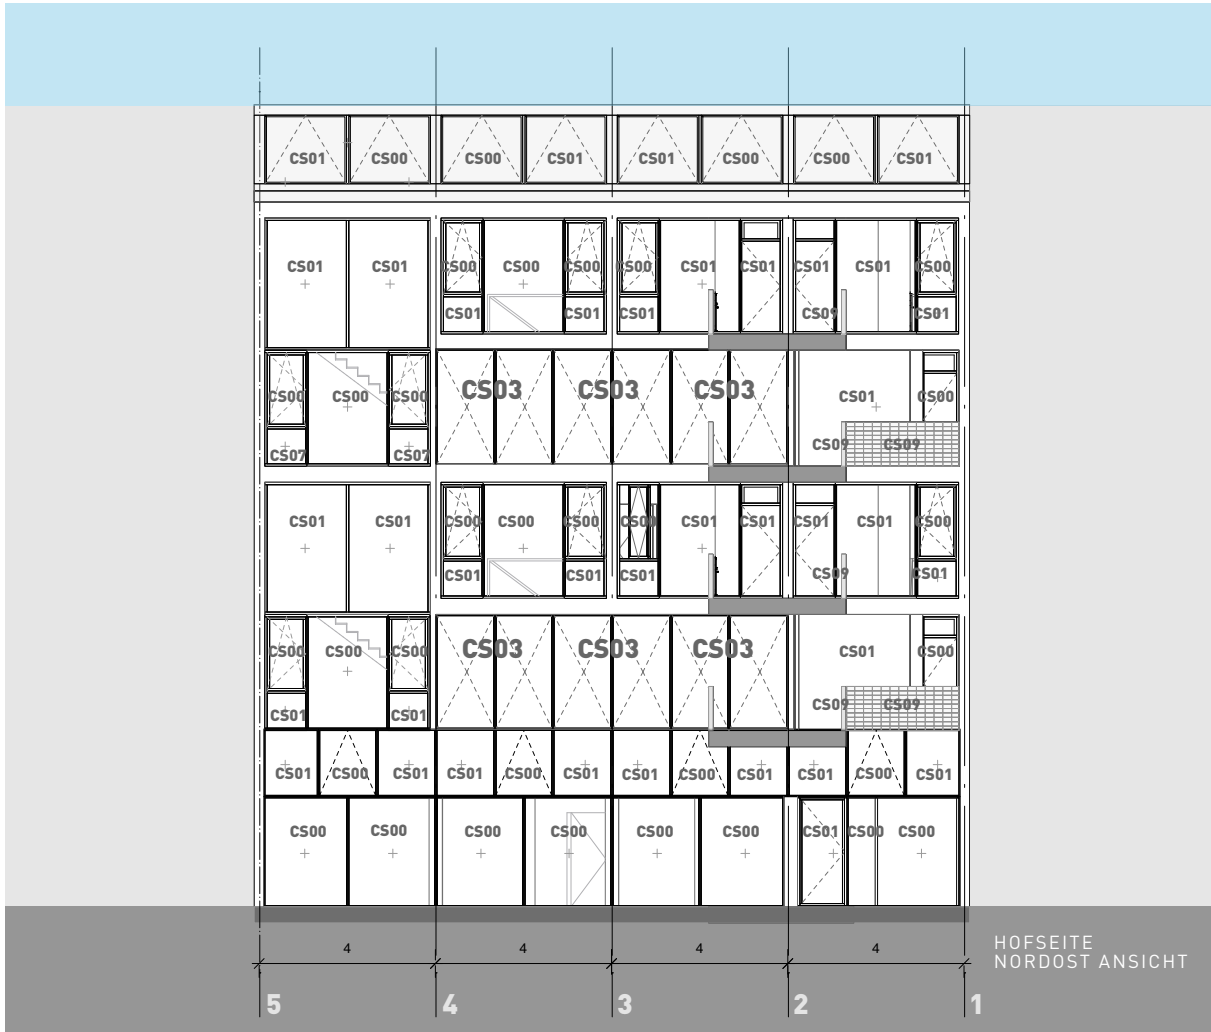 CS01 CS00 CS00 CS01 CS01 CS00 CS00 CS01
CS01 CS01 CS00 CS00 CS00 CS00 CS01 CS01 CS01 CS01 CS00
CS01 CS01 CS01 CS09 CS01
CS00 CS00 CS00 CS03 CS03 CS03 CS01 CS00
CS07 CS07 CS09 CS09
CS01 CS01 CS00 CS00 CS00 CS00 CS01 CS01 CS01 CS01 CS00
CS01 CS01 CS01 CS09 CS01
CS00 CS00 CS00 CS03 CS03 CS03 CS01 CS00
CS01 CS01 CS09 CS09
CS01 CS00 CS01 CS01 CS00 CS01 CS01 CS00 CS01 CS01 CS00 CS01
CS00 CS00 CS00 CS00 CS00 CS00 CS01 CS00 CS00
4 4 4 4
HOFSEITE
NORDOST ANSICHT
5 4 3 2 1